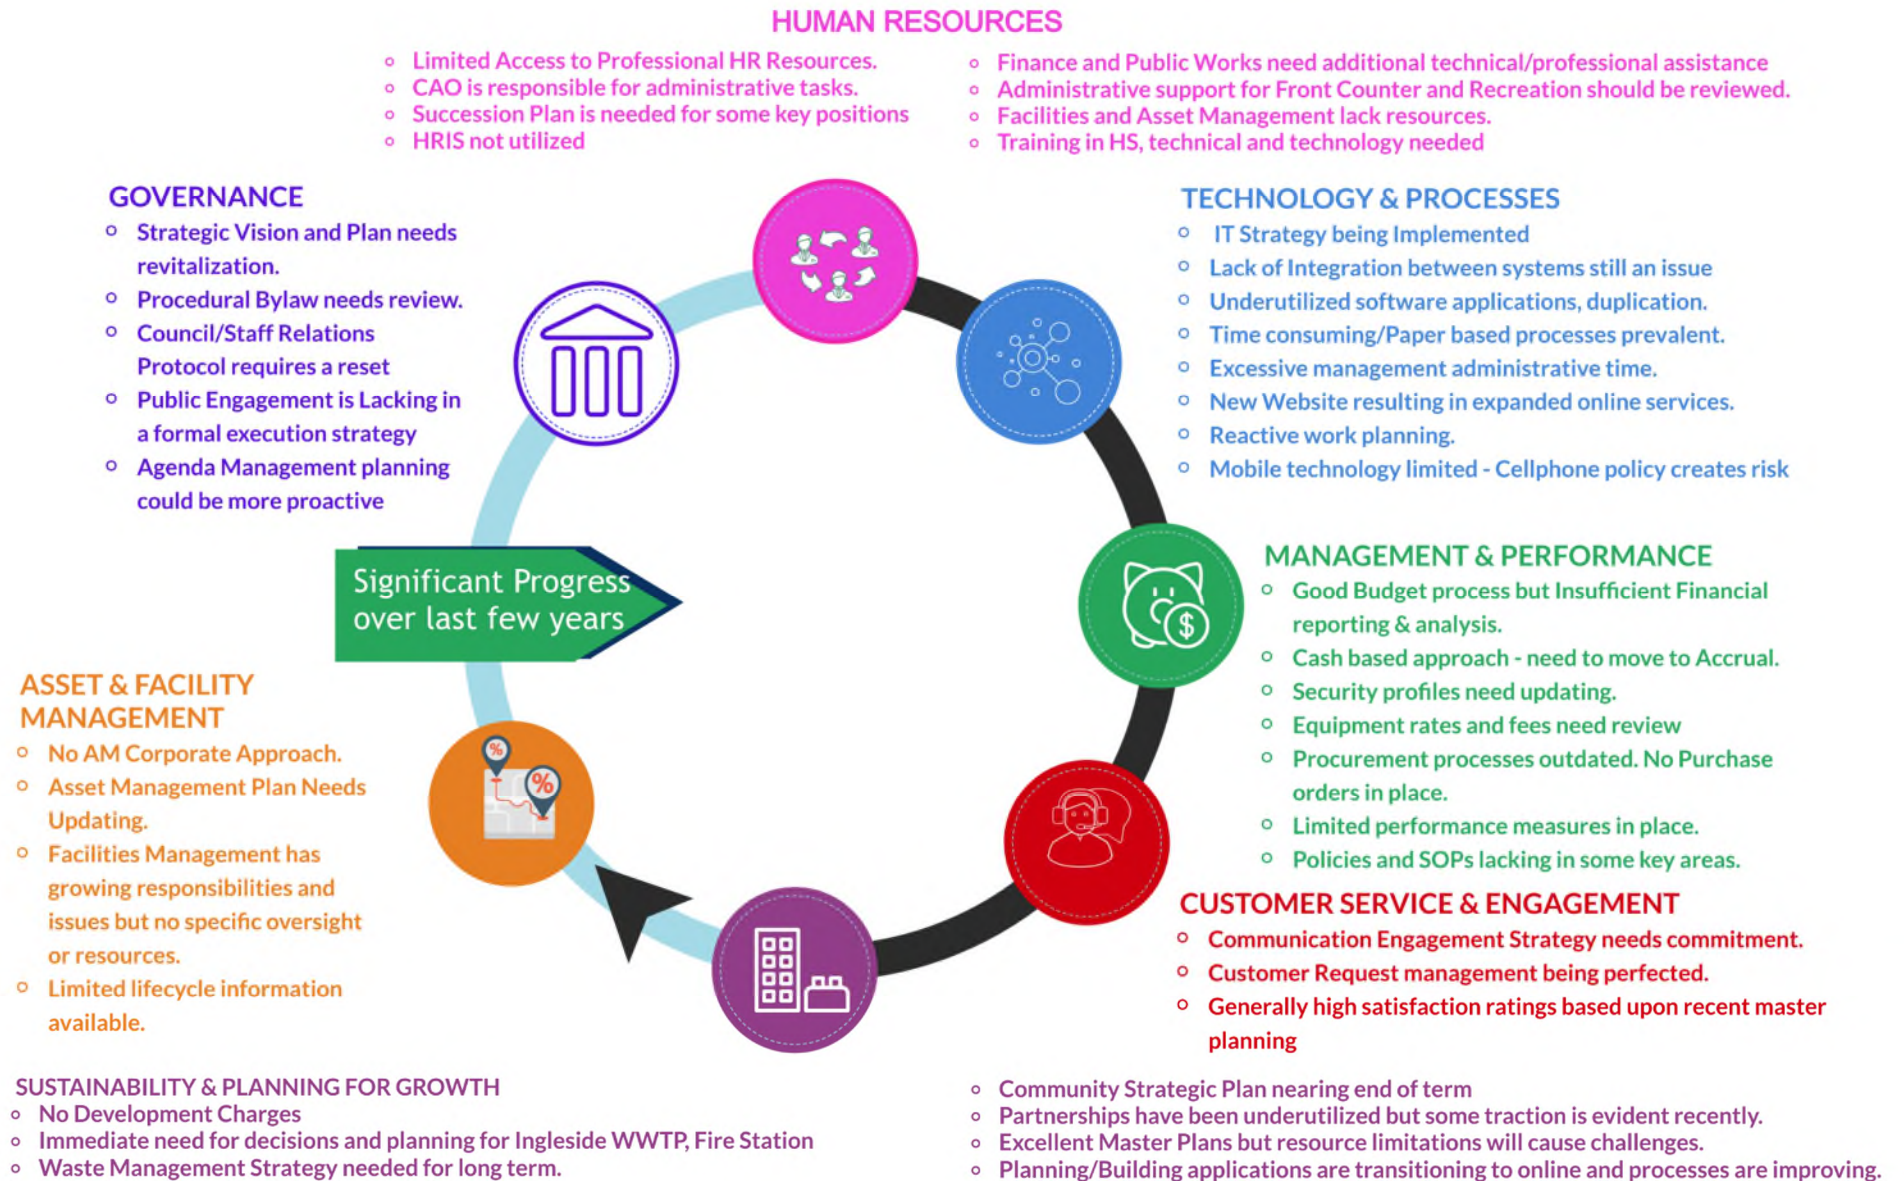 HUMAN RESOURCES
Limited Access to Professional HR Resources.
CAO is responsible for administrative tasks.
Succession Plan is needed for some key positions
HRIS not utilized
Finance and Public Works need additional technical/professional assistance
Administrative support for Front Counter and Recreation should be reviewed.
Facilities and Asset Management lack resources.
Training in HS, technical and technology needed
GOVERNANCE
Strategic Vision and Plan needs
revitalization.
Procedural Bylaw needs review.
Council/Staff Relations
Protocol requires a reset
Public Engagement is Lacking in
a formal execution strategy
Agenda Management planning
could be more proactive
TECHNOLOGY & PROCESSES
IT Strategy being Implemented
Lack of Integration between systems still an issue
Underutilized software applications, duplication.
Time consuming/Paper based processes prevalent.
Excessive management administrative time.
New Website resulting in expanded online services.
Reactive work planning.
Mobile technology limited - Cellphone policy creates risk
Significant Progress
over last few years
MANAGEMENT & PERFORMANCE
Good Budget process but Insufficient Financial
reporting & analysis.
Cash based approach - need to move to Accrual.
Security profiles need updating.
Equipment rates and fees need review
Procurement processes outdated. No Purchase
orders in place.
Limited performance measures in place.
Policies and SOPs lacking in some key areas.
$
ASSET & FACILITY
MANAGEMENT
No AM Corporate Approach.
Asset Management Plan Needs
Updating.
Facilities Management has
growing responsibilities and
issues but no specific oversight
or resources.
Limited lifecycle information
available.
%
%
CUSTOMER SERVICE & ENGAGEMENT
Communication Engagement Strategy needs commitment.
Customer Request management being perfected.
Generally high satisfaction ratings based upon recent master
planning
SUSTAINABILITY & PLANNING FOR GROWTH
No Development Charges
Immediate need for decisions and planning for Ingleside WWTP, Fire Station
Waste Management Strategy needed for long term.
Community Strategic Plan nearing end of term
Partnerships have been underutilized but some traction is evident recently.
Excellent Master Plans but resource limitations will cause challenges.
Planning/Building applications are transitioning to online and processes are improving.